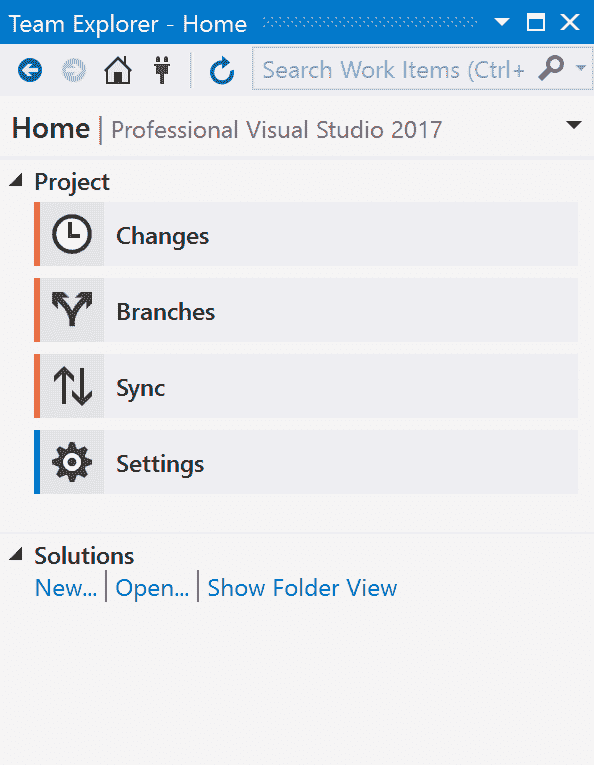 Team Explorer - Home
Search Work Items (Ctrl+
Home | Professional Visual Studio 2017
Project
Changes
Branches
Sync
Settings
Solutions
New... | Open... | Show Folder View